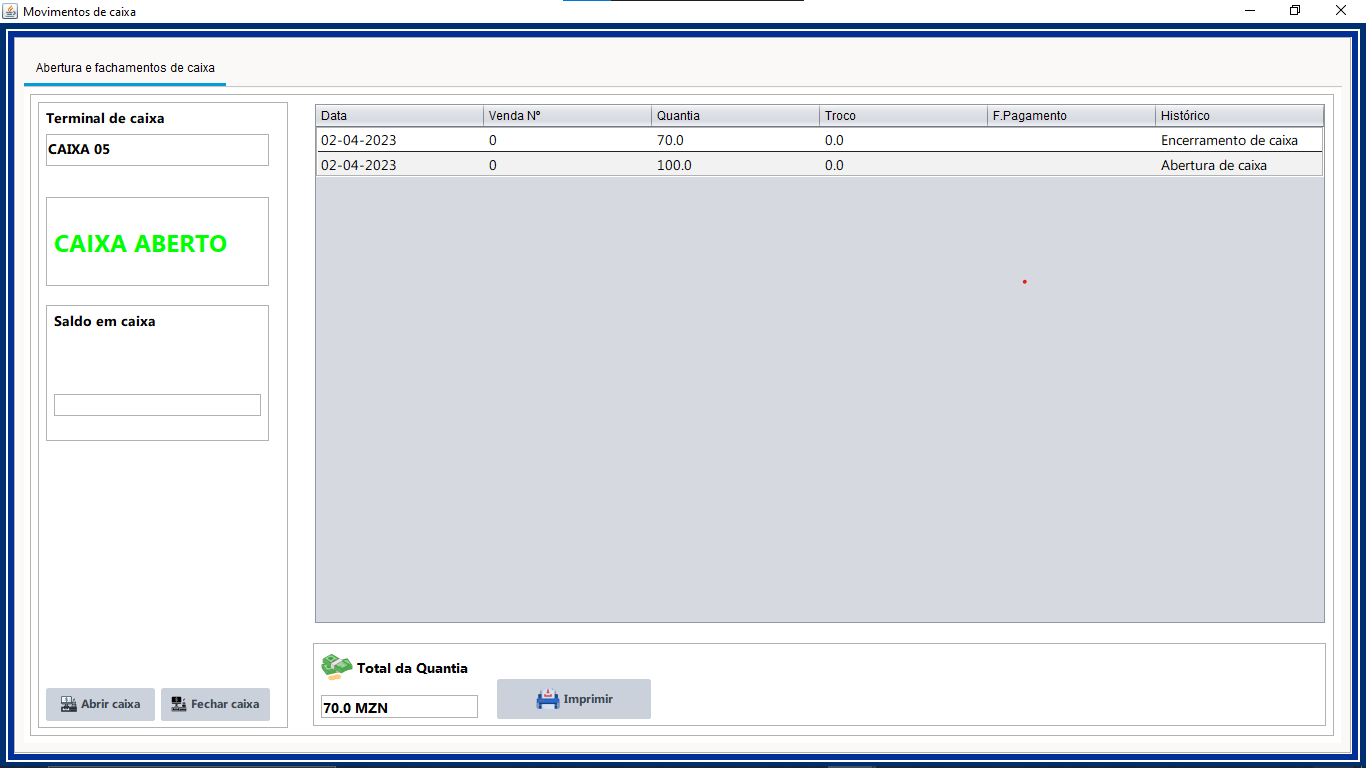 Movimentos de caixa
Abertura e fachamentos de caixa
Terminal de caixa
CAIXA 05
CAIXA ABERTO
Saldo em caixa
Abrir caixa Fechar caixa
Data Venda Nº Quantia Troco F.Pagamento Histórico
02-04-2023 0 70.0 0.0 Encerramento de caixa
02-04-2023 0 100.0 0.0 Abertura de caixa
Total da Quantia
70.0 MZN
Imprimir